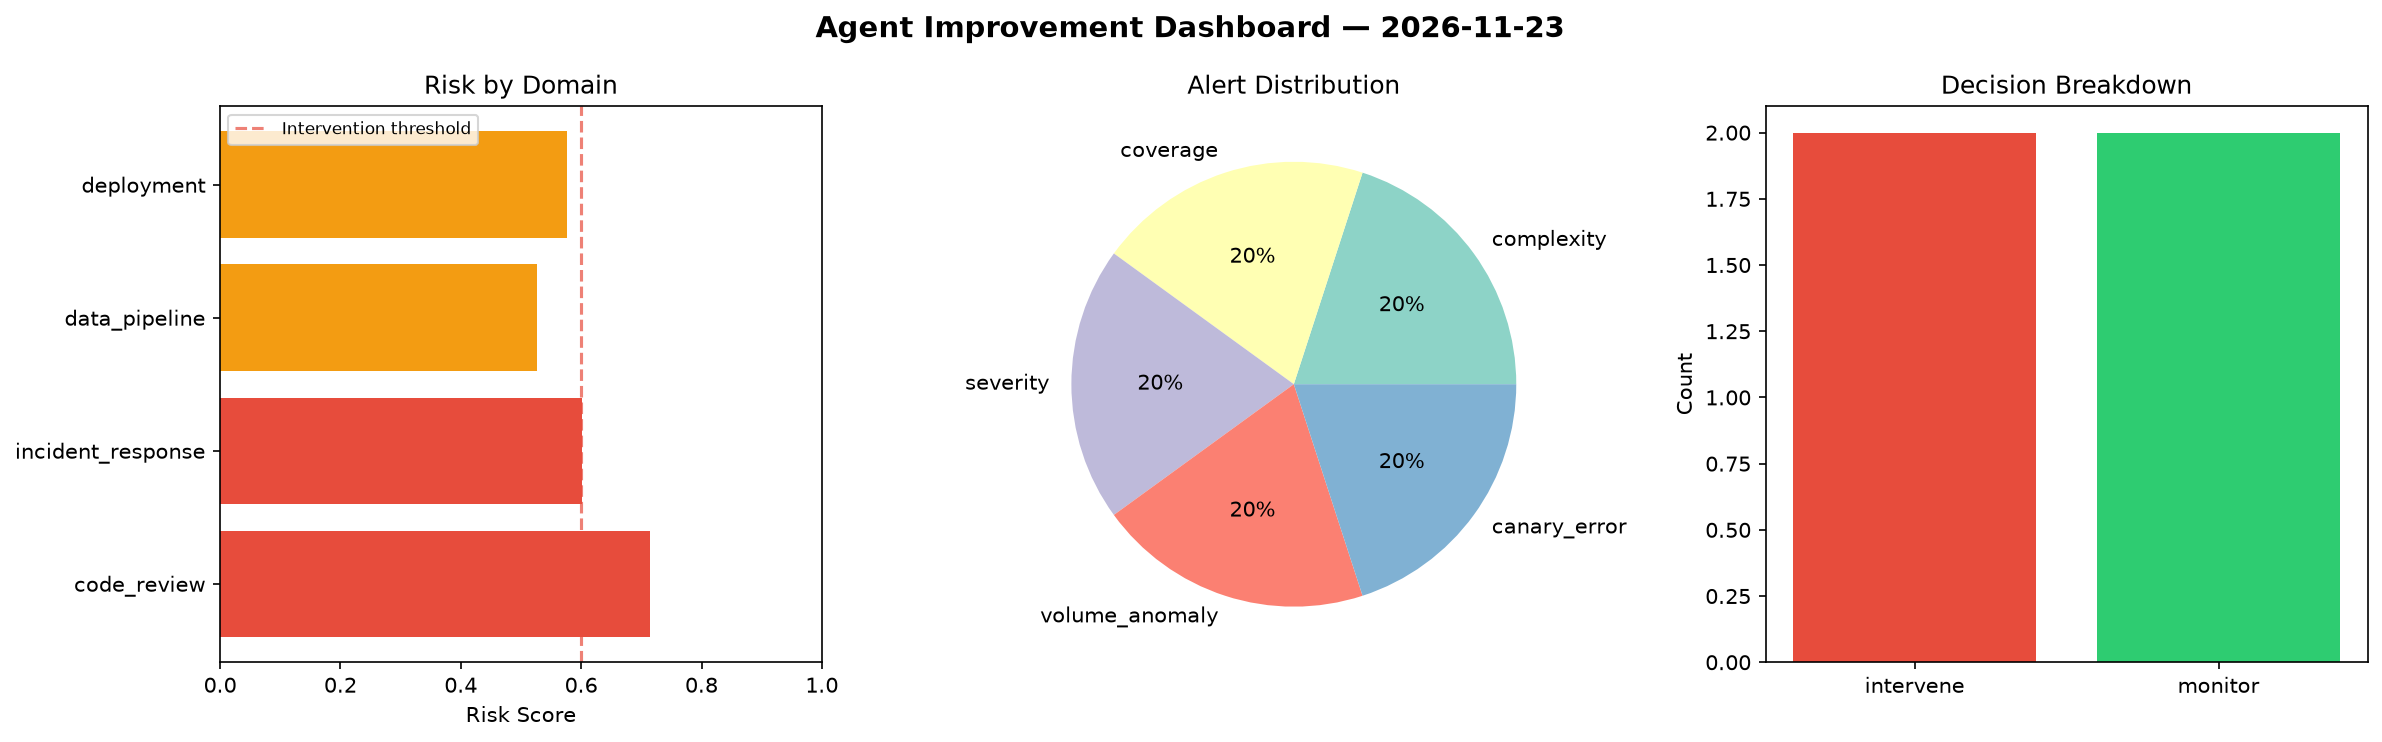 Agent Improvement Dashboard — 2026-11-23
Risk by Domain
Intervention threshold
deployment
data_pipeline
incident_response
code_review
0.0 0.2 0.4 0.6 0.8 1.0
Risk Score
Alert Distribution
coverage
complexity
severity
volume_anomaly
canary_error
20%
20%
20%
20%
20%
Decision Breakdown
Count
2.00
1.75
1.50
1.25
1.00
0.75
0.50
0.25
0.00
intervene monitor